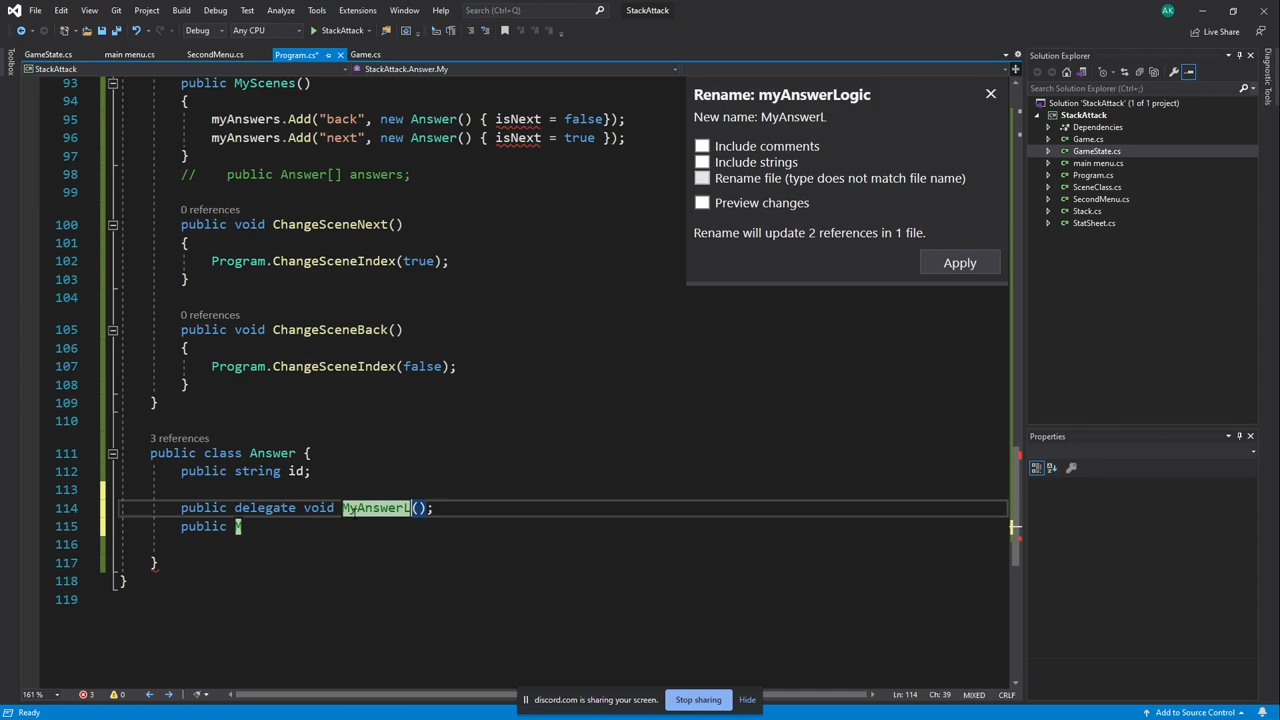 File Edit View Git Project Build Debug Test Analyze Tools Extensions Window Help Search (Ctrl+Q) StackAttack AK
Debug Any CPU StackAttack Live Share
GameState.cs main menu.cs SecondMenu.cs Program.cs* Game.cs
StackAttack StackAttack.Answer.My
Toolbox
Diagnostic Tools
93 public MyScenes()
94 {
95 myAnswers.Add("back", new Answer() { isNext = false});
96 myAnswers.Add("next", new Answer() { isNext = true });
97 }
98 // public Answer[] answers;
99
0 references
100 public void ChangeSceneNext()
101 {
102 Program.ChangeSceneIndex(true);
103 }
104
0 references
105 public void ChangeSceneBack()
106 {
107 Program.ChangeSceneIndex(false);
108 }
109 }
110
3 references
111 public class Answer {
112 public string id;
113
114 public delegate void MyAnswerL();
115 public M
116
117 }
118 }
119
Rename: myAnswerLogic
New name: MyAnswerL
Include comments
Include strings
Rename file (type does not match file name)
Preview changes
Rename will update 2 references in 1 file.
Apply
Solution Explorer
Search Solution Explorer (Ctrl+;)
Solution 'StackAttack' (1 of 1 project)
StackAttack
Dependencies
Game.cs
GameState.cs
main menu.cs
Program.cs
SceneClass.cs
SecondMenu.cs
Stack.cs
StatSheet.cs
Properties
161 % 3 0 Ln: 114 Ch: 39 MIXED CRLF
discord.com is sharing your screen. Stop sharing Hide
Ready Add to Source Control